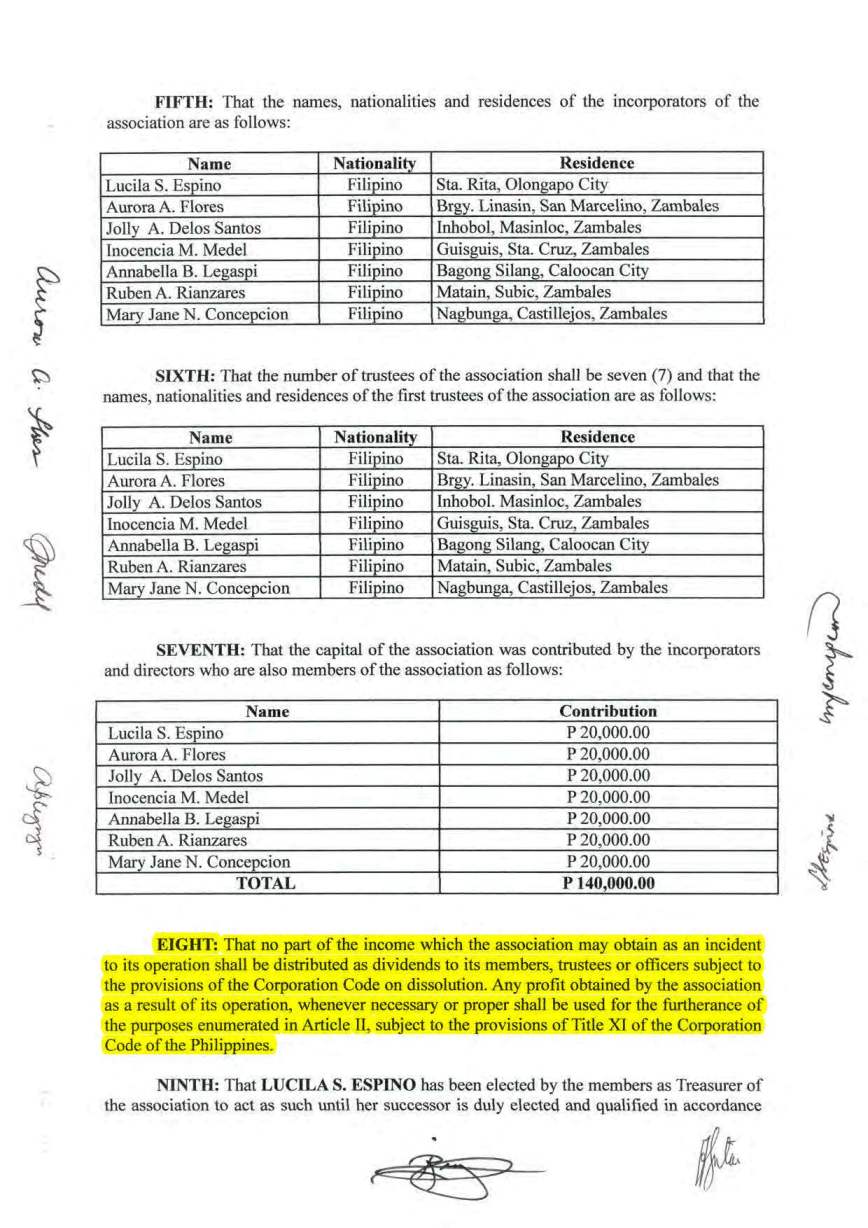 FIFTH: That the names, nationalities and residences of the incorporators of the
association are as follows:
Name Nationality Residence
Lucila S. Espino Filipino Sta. Rita, Olongapo City
Aurora A. Flores Filipino Brgy. Linasin, San Marcelino, Zambales
Jolly A. Delos Santos Filipino Inhobol, Masinloc, Zambales
Inocencia M. Medel Filipino Guisguis, Sta. Cruz, Zambales
Annabella B. Legaspi Filipino Bagong Silang, Caloocan City
Ruben A. Rianzares Filipino Matain, Subic, Zambales
Mary Jane N. Concepcion Filipino Nagbunga, Castillejos, Zambales
SIXTH: That the number of trustees of the association shall be seven (7) and that the
names, nationalities and residences of the first trustees of the association are as follows:
Name Nationality Residence
Lucila S. Espino Filipino Sta. Rita, Olongapo City
Aurora A. Flores Filipino Brgy. Linasin, San Marcelino, Zambales
Jolly A. Delos Santos Filipino Inhobol. Masinloc, Zambales
Inocencia M. Medel Filipino Guisguis, Sta. Cruz, Zambales
Annabella B. Legaspi Filipino Bagong Silang, Caloocan City
Ruben A. Rianzares Filipino Matain, Subic, Zambales
Mary Jane N. Concepcion Filipino Nagbunga, Castillejos, Zambales
SEVENTH: That the capital of the association was contributed by the incorporators
and directors who are also members of the association as follows:
Name Contribution
Lucila S. Espino P 20,000.00
Aurora A. Flores P 20,000.00
Jolly A. Delos Santos P 20,000.00
Inocencia M. Medel P 20,000.00
Annabella B. Legaspi P 20,000.00
Ruben A. Rianzares P 20,000.00
Mary Jane N. Concepcion P 20,000.00
TOTAL P 140,000.00
EIGHT: That no part of the income which the association may obtain as an incident
to its operation shall be distributed as dividends to its members, trustees or officers subject to
the provisions of the Corporation Code on dissolution. Any profit obtained by the association
as a result of its operation, whenever necessary or proper shall be used for the furtherance of
the purposes enumerated in Article II, subject to the provisions of Title XI of the Corporation
Code of the Philippines.
NINTH: That LUCILA S. ESPINO has been elected by the members as Treasurer of
the association to act as such until her successor is duly elected and qualified in accordance